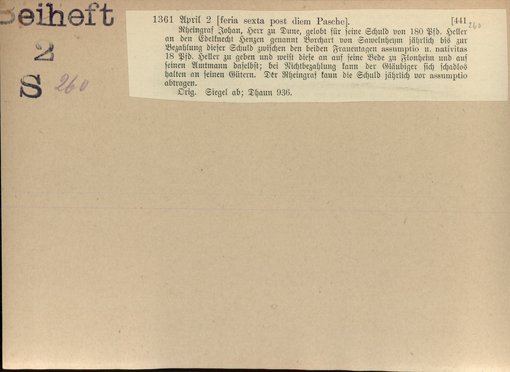 Beiheft
2
S 260
1361 April 2 [feria sexta post diem Pasche]. [441
260
Rheingraf Johan, Herr zu Dune, gelobt für seine Schuld von 180 Pfd. Heller
an den Edelknecht Henzen genannt Borchart von Sawelnheym jährlich bis zur
Bezahlung dieser Schuld zwischen den beiden Frauentagen assumptio u. nativitas
18 Pfd. Heller zu geben und weist diese an auf seine Bede zu Flonheim und auf
seinen Amtmann daselbst; bei Nichtbezahlung kann der Gläubiger sich schadlos
halten an seinen Gütern. Der Rheingraf kann die Schuld jährlich vor assumptio
abtragen.
Orig. Siegel ab; Dhaun 936.